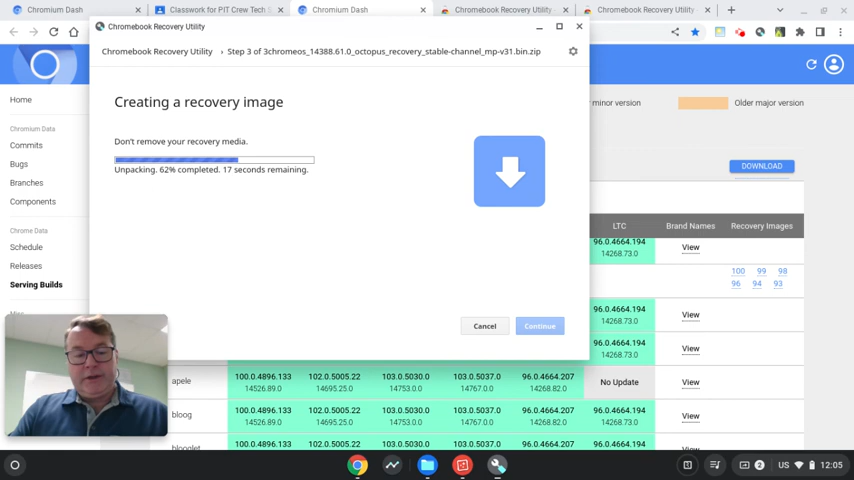 Chromium Dash
Classwork for PIT Crew Tech S
Chromium Dash
Chromebook Recovery Utility
Chromebook Recovery Utility
Chromebook Recovery Utility
Chromebook Recovery Utility › Step 3 of 3chromeos_14388.61.0_octopus_recovery_stable-channel_mp-v31.bin.zip
Creating a recovery image
Don't remove your recovery media.
Unpacking. 62% completed. 17 seconds remaining.
Cancel
Continue
Home
Chromium Data
Commits
Bugs
Branches
Components
Chrome Data
Schedule
Releases
Serving Builds
minor version
Older major version
DOWNLOAD
LTC
Brand Names
Recovery Images
96.0.4664.194
14268.73.0
View
100 99 98
96 94 93
96.0.4664.194
14268.73.0
View
96.0.4664.194
14268.73.0
View
apele
100.0.4896.133
14526.89.0
102.0.5005.22
14695.25.0
103.0.5030.0
14753.0.0
103.0.5037.0
14767.0.0
96.0.4664.207
14268.82.0
No Update
View
bloog
100.0.4896.133
14526.89.0
102.0.5005.22
14695.25.0
103.0.5030.0
14753.0.0
103.0.5037.0
14767.0.0
96.0.4664.207
14268.82.0
96.0.4664.194
14268.73.0
View
blooglet
100.0.4896.133
102.0.5005.22
103.0.5030.0
103.0.5037.0
96.0.4664.207
96.0.4664.194
View
2
US
12:05